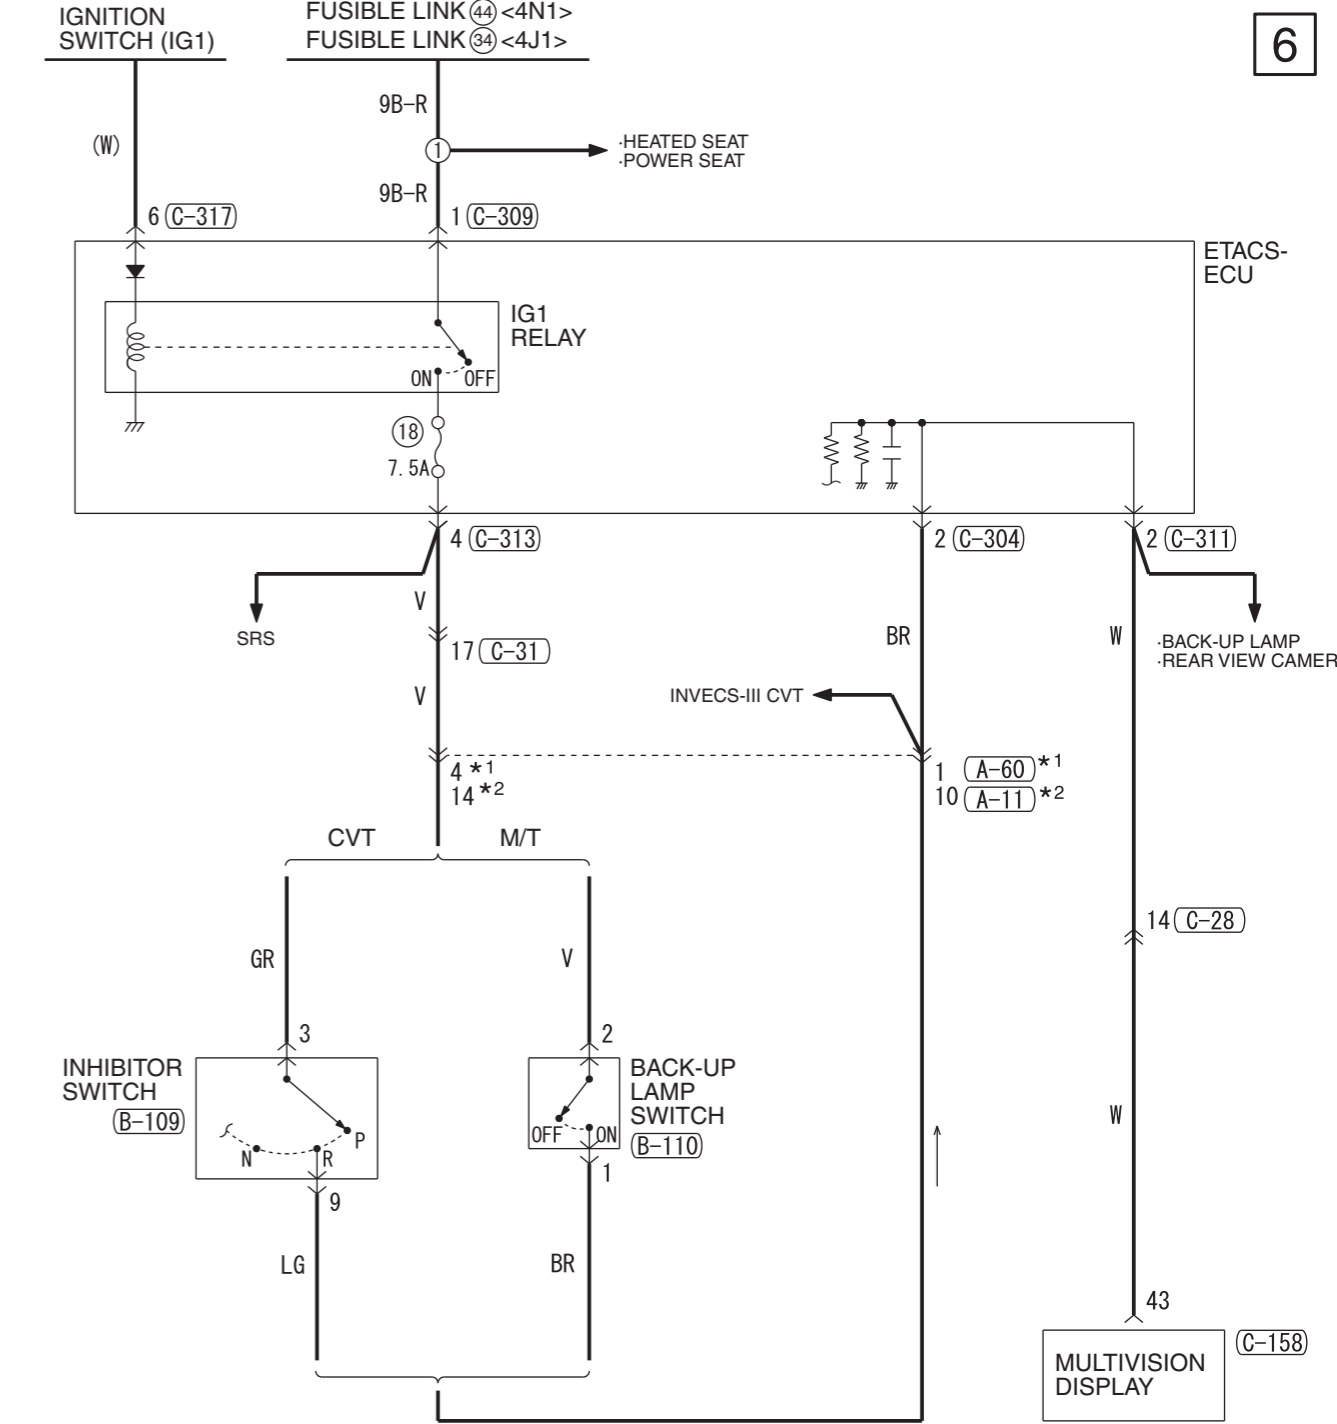 IGNITION
SWITCH (IG1)
FUSIBLE LINK 44 <4N1>
FUSIBLE LINK 34 <4J1>
6
9B-R
(W)
1
·HEATED SEAT
·POWER SEAT
9B-R
6 C-317
1 C-309
ETACS-
ECU
IG1
RELAY
ON
OFF
18
7.5A
4 C-313
2 C-304
2 C-311
V
SRS
BR
W
·BACK-UP LAMP
·REAR VIEW CAMER
17 C-31
V
INVECS-III CVT
4 *1
14 *2
1 A-60 *1
10 A-11 *2
CVT
M/T
14 C-28
GR
V
3
2
INHIBITOR
SWITCH
B-109
BACK-UP
LAMP
SWITCH
B-110
P
N
R
OFF
ON
W
9
1
LG
BR
43
C-158
MULTIVISION
DISPLAY